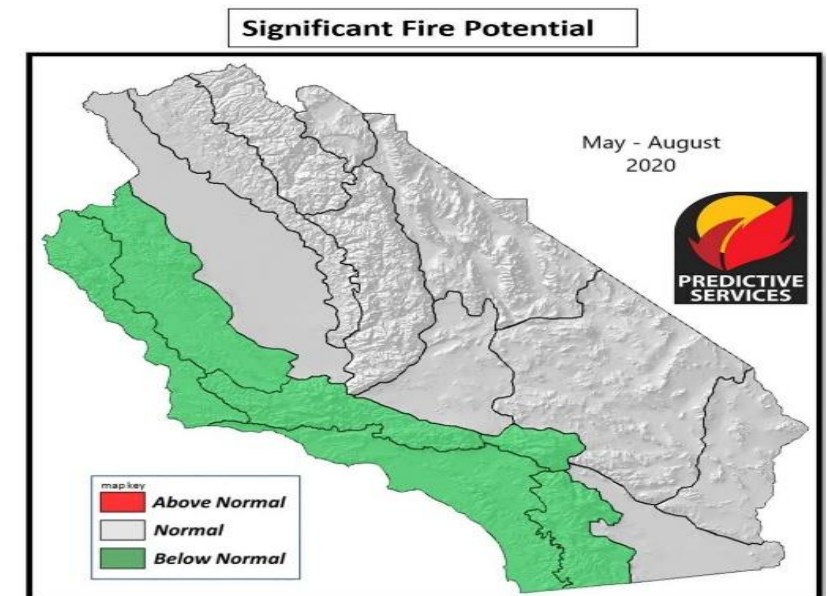 Significant Fire Potential
May - August
2020
PREDICTIVE
SERVICES
map key
Above Normal
Normal
Below Normal